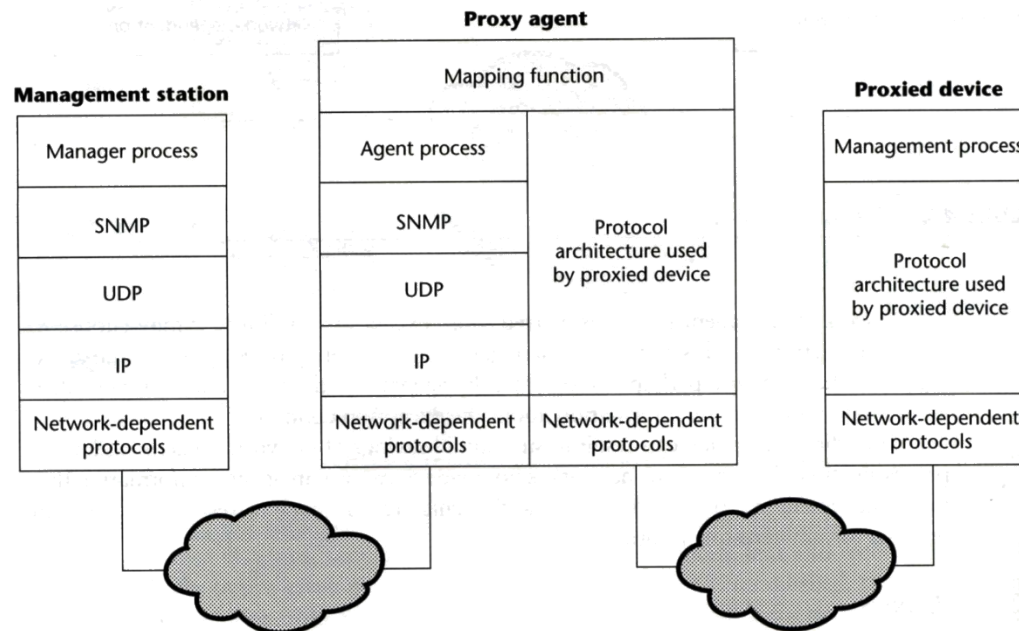 Proxy agent
Mapping function
Management station
Manager process
SNMP
UDP
IP
Network-dependent
protocols
Agent process
SNMP
UDP
IP
Network-dependent
protocols
Protocol
architecture used
by proxied device
Network-dependent
protocols
Proxied device
Management process
Protocol
architecture used
by proxied device
Network-dependent
protocols